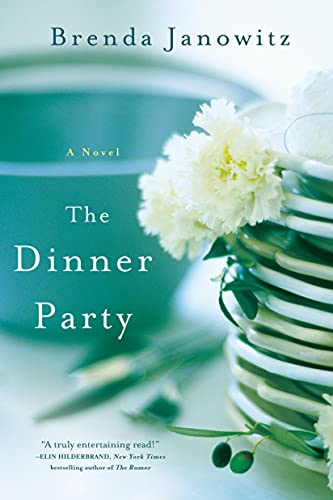 Brenda Janowitz
A Novel
The
Dinner
Party
“A truly entertaining read!”
—ELIN HILDERBRAND, New York Times
bestselling author of The Rumor